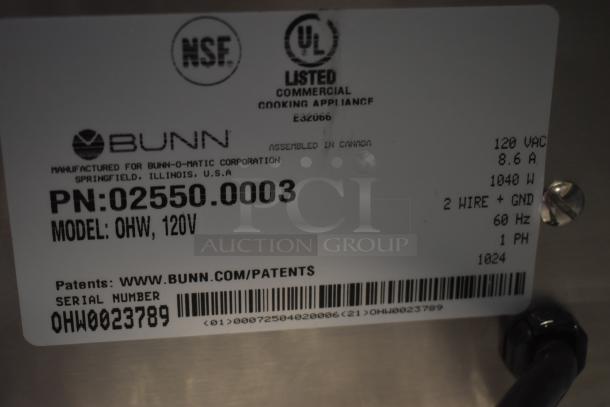 NSF.
UL
LISTED
COMMERCIAL
COOKING APPLIANCE
E32066
BUNN
ASSEMBLED IN CANADA
MANUFACTURED FOR BUNN-O-MATIC CORPORATION
SPRINGFIELD, ILLINOIS, U.S.A
PN:02550.0003
MODEL: OHW, 120V
120 VAC
8.6 A
1040 W
2 WIRE + GND
60 Hz
1 PH
1024
PCI
AUCTION GROUP
Patents: WWW.BUNN.COM/PATENTS
SERIAL NUMBER
OHW0023789
(01)00072504020006(21)OHW0023789